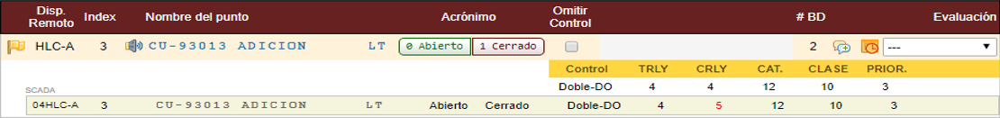 Disp. Remoto Index Nombre del punto Acrónimo Omitir Control # BD Evaluación
HLC-A 3 CU-93013 ADICION LT 0 Abierto 1 Cerrado 2 ---
Control TRLY CRLY CAT. CLASE PRIOR.
Doble-DO 4 4 12 10 3
SCADA
04HLC-A 3 CU-93013 ADICION LT Abierto Cerrado Doble-DO 4 5 12 10 3